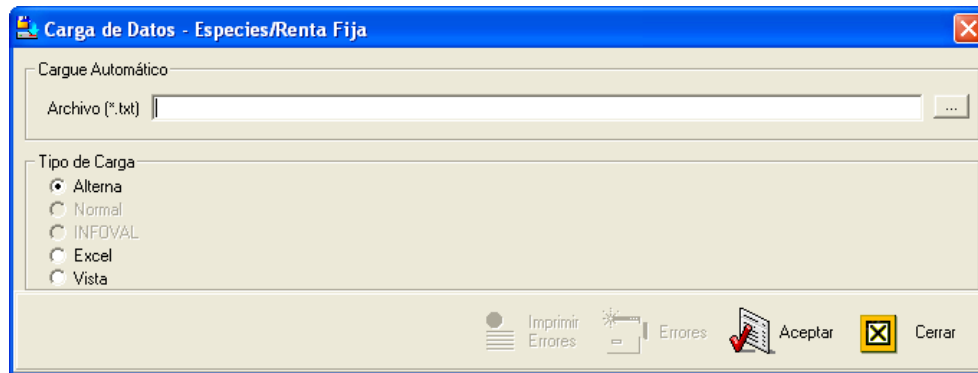 Carga de Datos - Especies/Renta Fija
Cargue Automático
Archivo (*.txt)
...
Tipo de Carga
Alterna
Normal
INFOVAL
Excel
Vista
Imprimir Errores
Errores
Aceptar
Cerrar